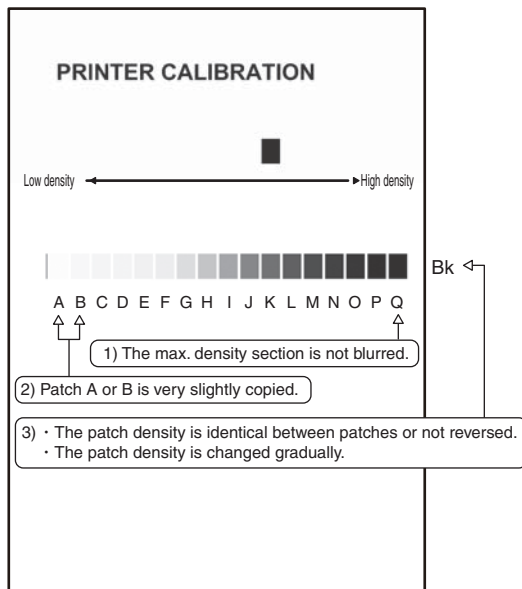 PRINTER CALIBRATION
Low density High density
Bk
A B C D E F G H I J K L M N O P Q
1) The max. density section is not blurred.
2) Patch A or B is very slightly copied.
3) · The patch density is identical between patches or not reversed.
· The patch density is changed gradually.